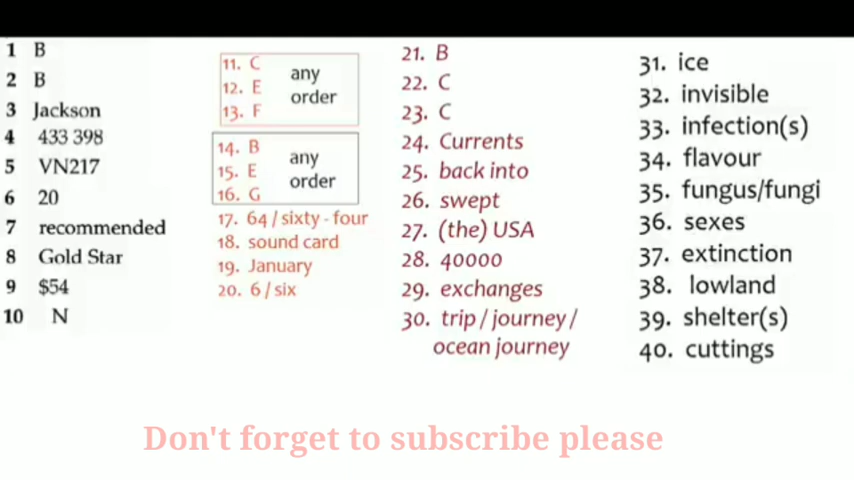 1 B
2 B
3 Jackson
4 433 398
5 VN217
6 20
7 recommended
8 Gold Star
9 $54
10 N
11. C
12. E
13. F
any
order
14. B
15. E
16. G
any
order
17. 64 / sixty - four
18. sound card
19. January
20. 6 / six
21. B
22. C
23. C
24. Currents
25. back into
26. swept
27. (the) USA
28. 40000
29. exchanges
30. trip / journey /
ocean journey
31. ice
32. invisible
33. infection(s)
34. flavour
35. fungus/fungi
36. sexes
37. extinction
38. lowland
39. shelter(s)
40. cuttings
Don't forget to subscribe please